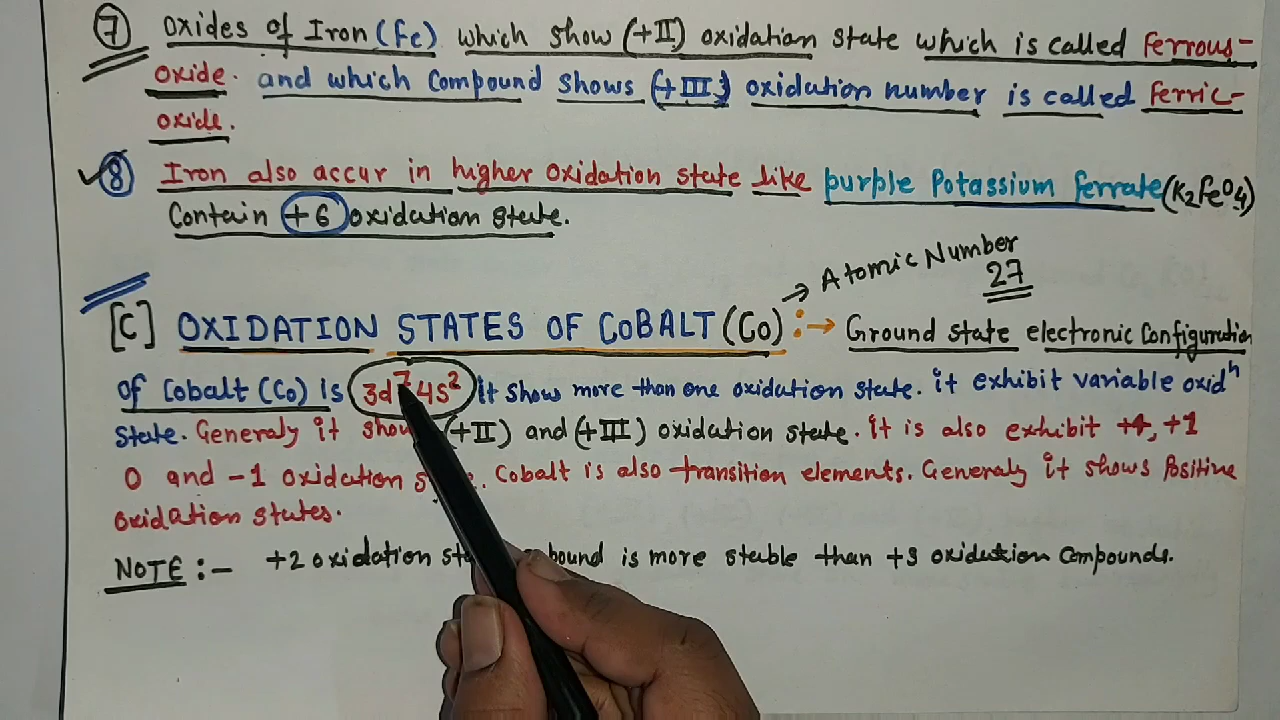 7 Oxides of Iron (Fe) which show (+II) oxidation state which is called ferrous-
oxide. and which Compound shows (+III) oxidation number is called ferric-
oxide.
8 Iron also accur in higher oxidation state like purple Potassium ferrate (K2FeO4)
Contain +6 oxidation state.
→ Atomic Number
27
[C] OXIDATION STATES OF COBALT (Co) :→ Ground state electronic Configuration
of Cobalt (Co) is 3d7 4s2 it show more than one oxidation state. it exhibit variable oxidn
state. Generaly it show (+II) and (+III) oxidation state. it is also exhibit +4, +1
0 and -1 oxidation Cobalt is also transition elements. Generaly it shows Positive
oxidation states.
NOTE :- +2 oxidation is more stable than +3 oxidation compounds.